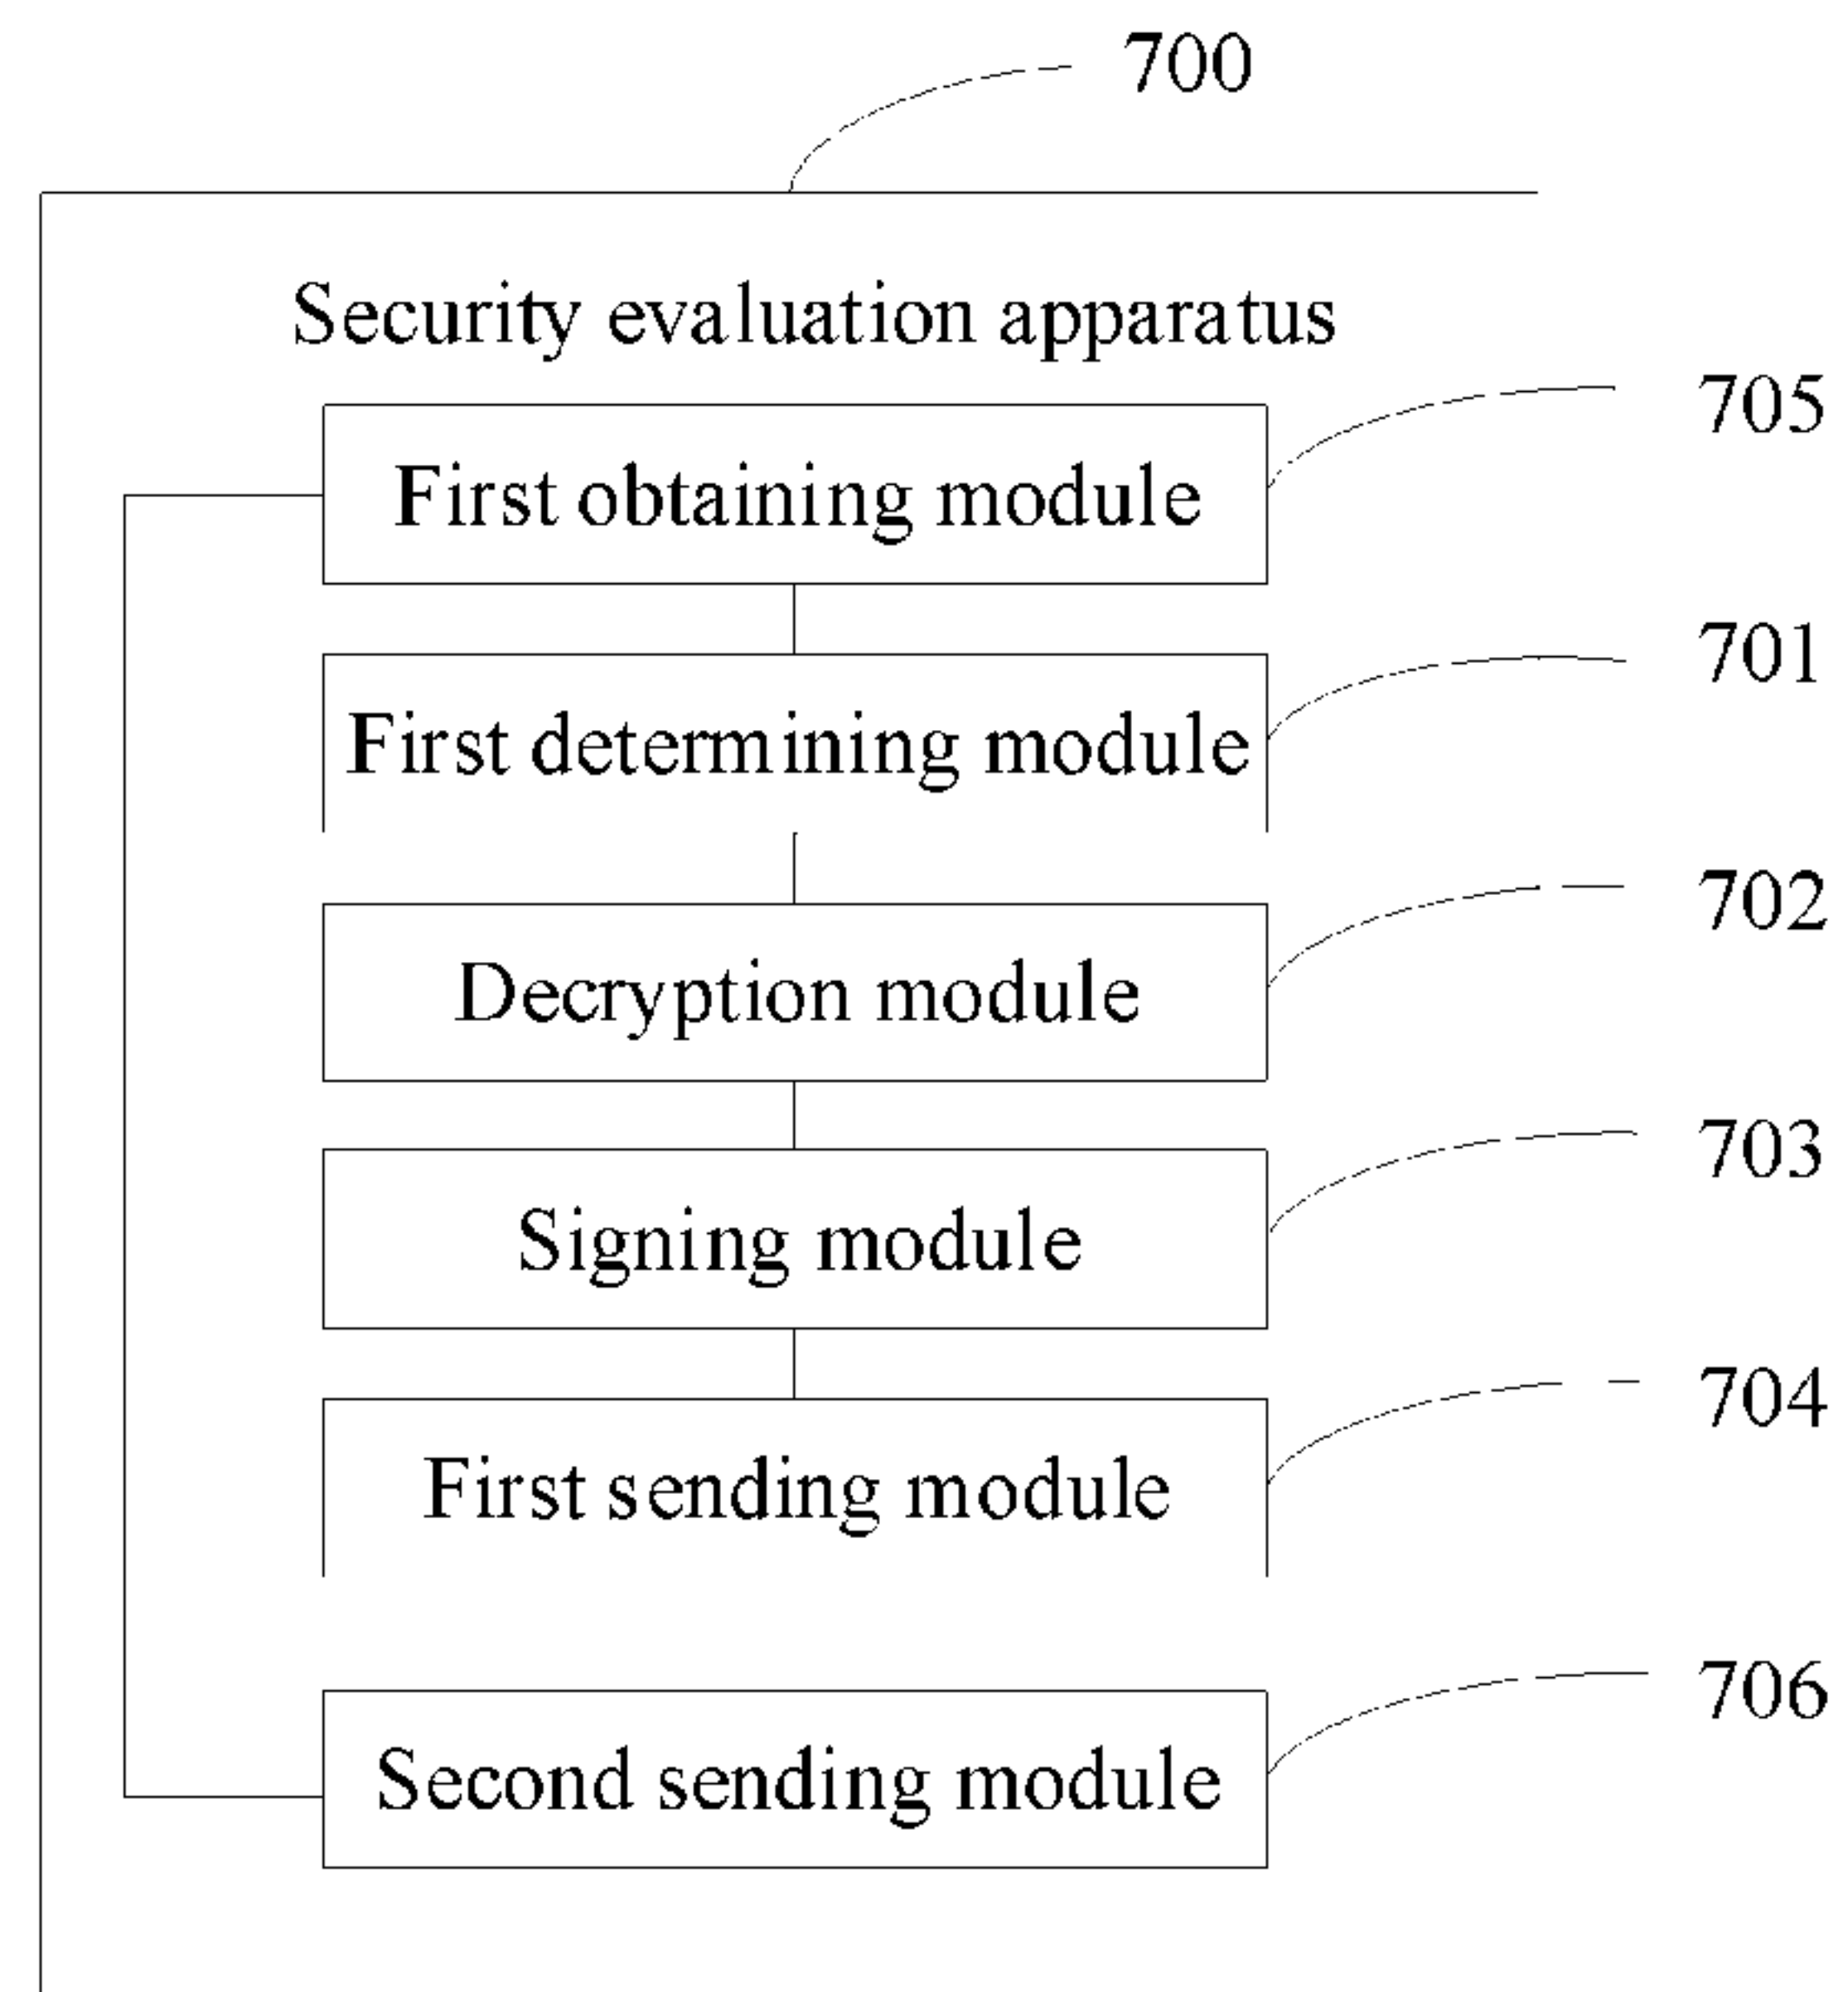 700
Security evaluation apparatus
705
First obtaining module
701
First determining module
702
Decryption module
703
Signing module
704
First sending module
706
Second sending module